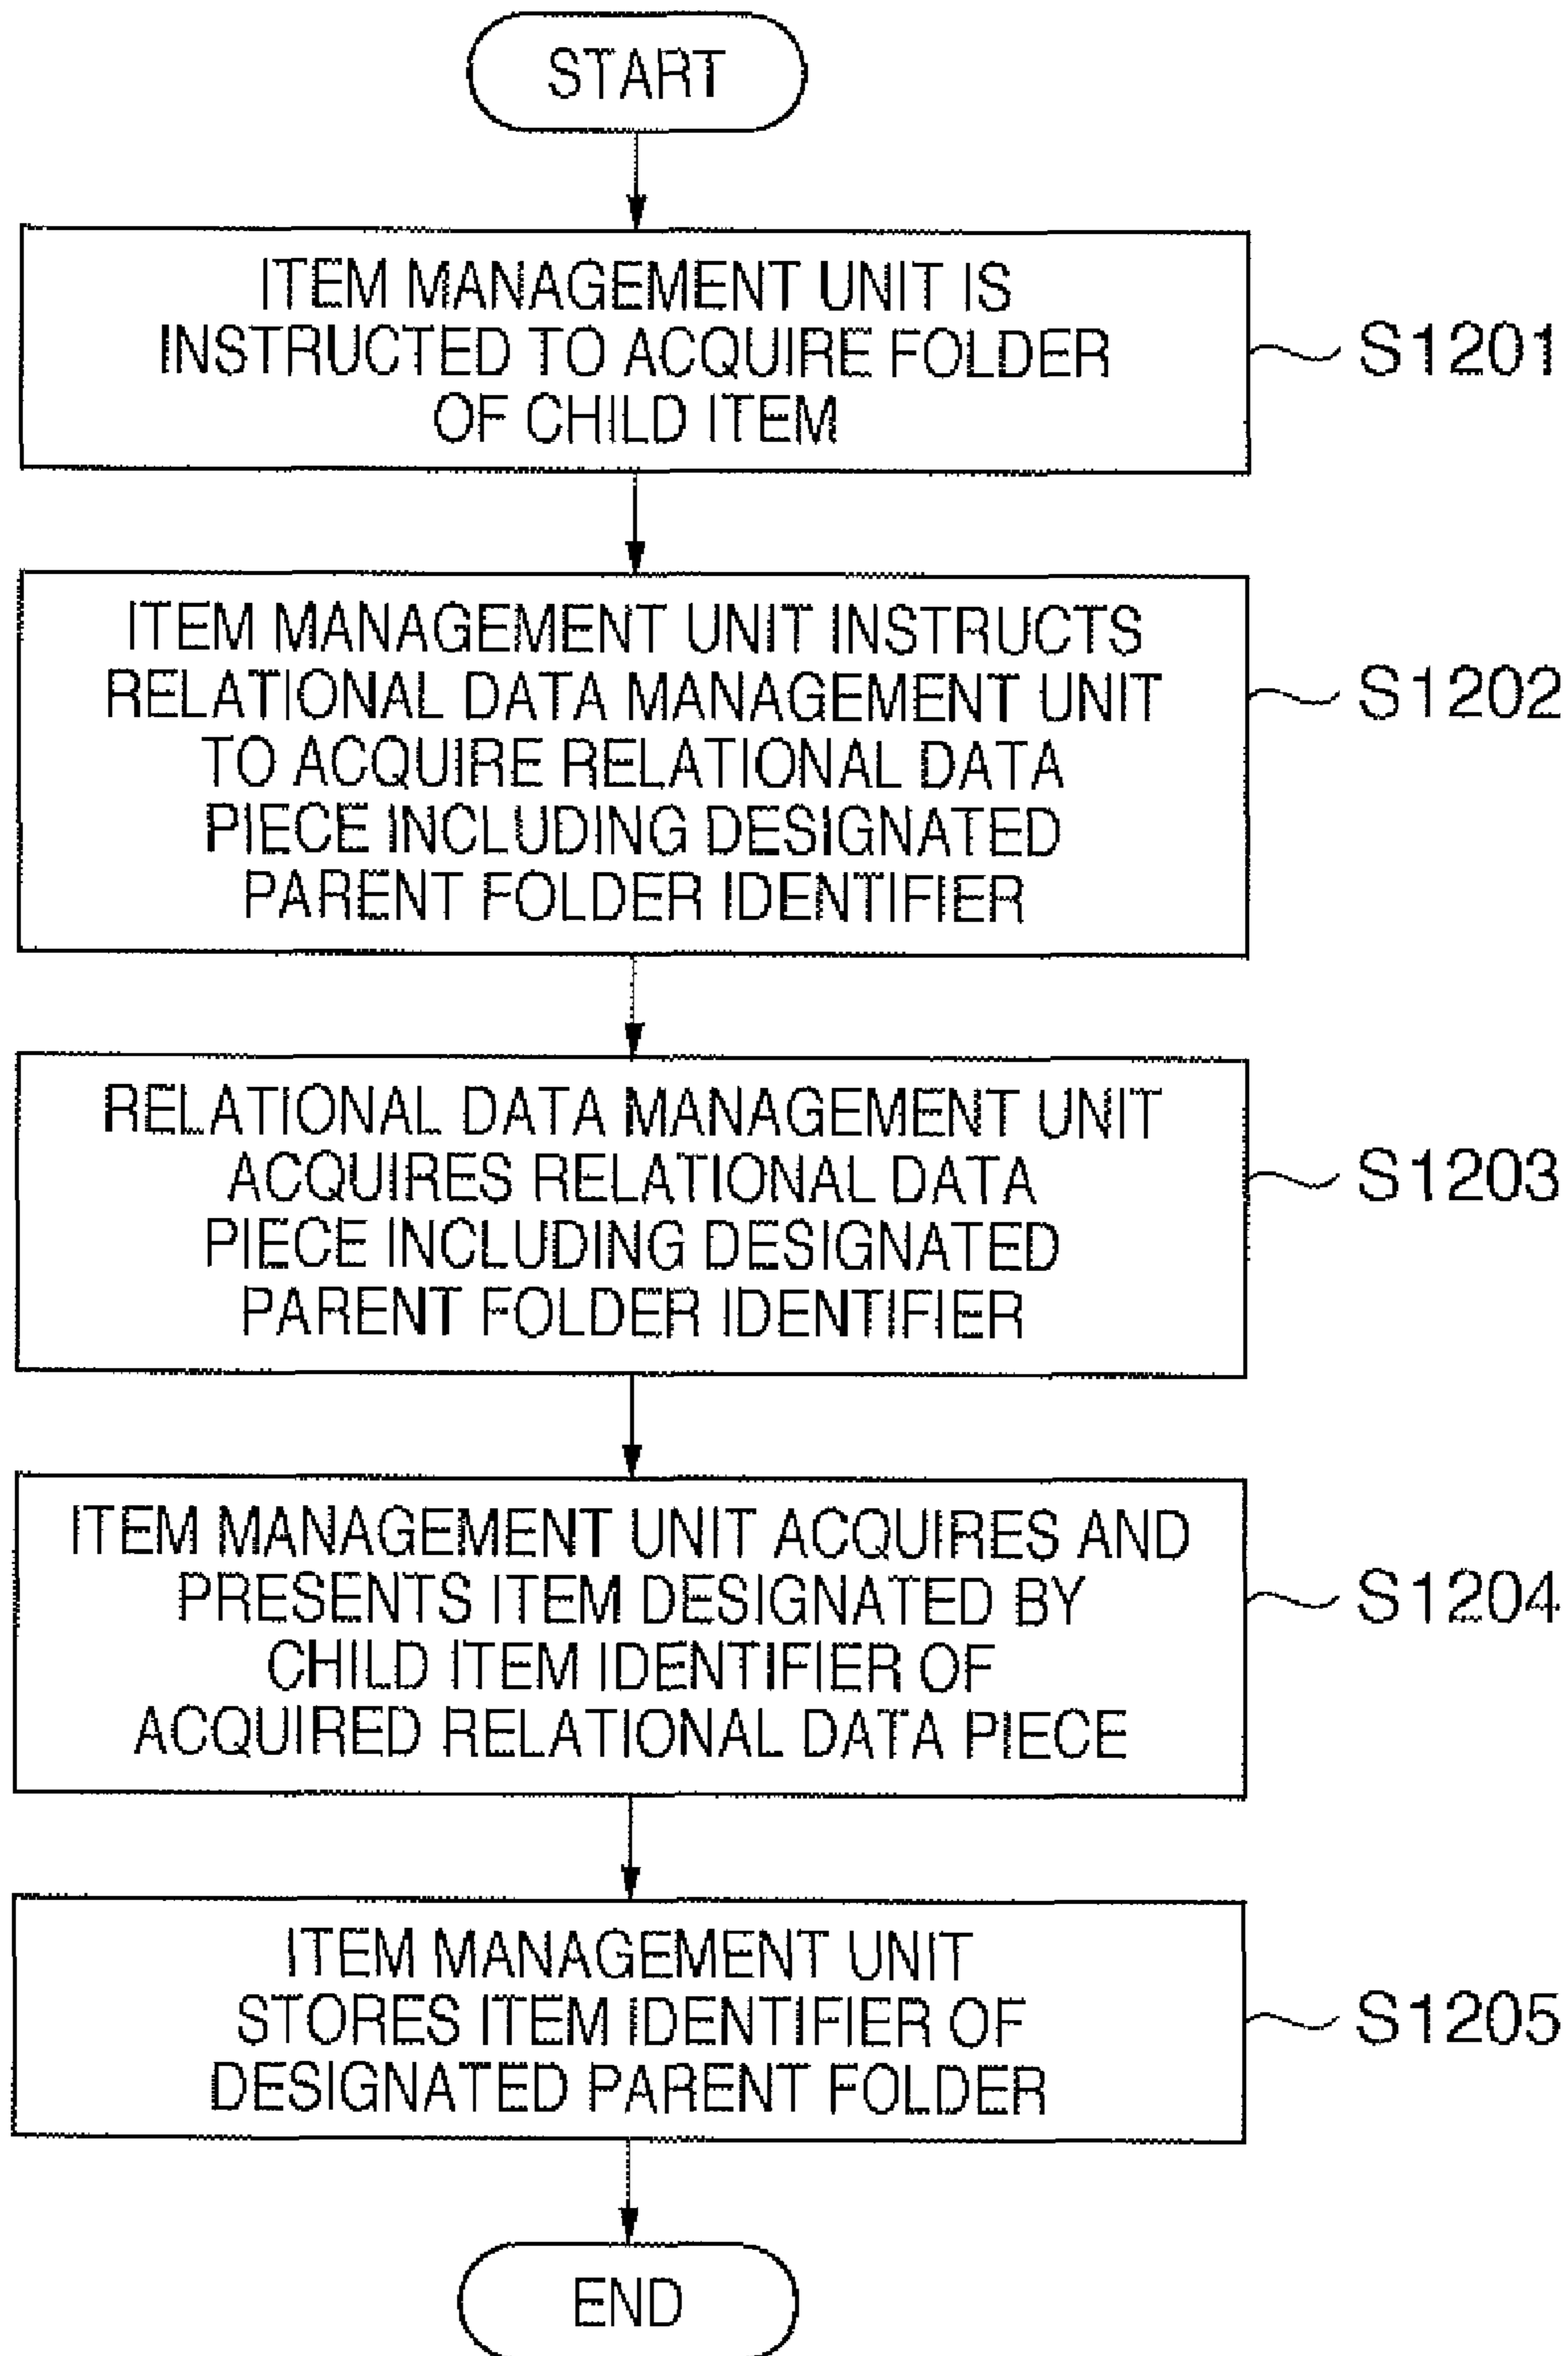 START
ITEM MANAGEMENT UNIT IS
INSTRUCTED TO ACQUIRE FOLDER
OF CHILD ITEM
S1201
ITEM MANAGEMENT UNIT INSTRUCTS
RELATIONAL DATA MANAGEMENT UNIT
TO ACQUIRE RELATIONAL DATA
PIECE INCLUDING DESIGNATED
PARENT FOLDER IDENTIFIER
S1202
RELATIONAL DATA MANAGEMENT UNIT
ACQUIRES RELATIONAL DATA
PIECE INCLUDING DESIGNATED
PARENT FOLDER IDENTIFIER
S1203
ITEM MANAGEMENT UNIT ACQUIRES AND
PRESENTS ITEM DESIGNATED BY
CHILD ITEM IDENTIFIER OF
ACQUIRED RELATIONAL DATA PIECE
S1204
ITEM MANAGEMENT UNIT
STORES ITEM IDENTIFIER OF
DESIGNATED PARENT FOLDER
S1205
END